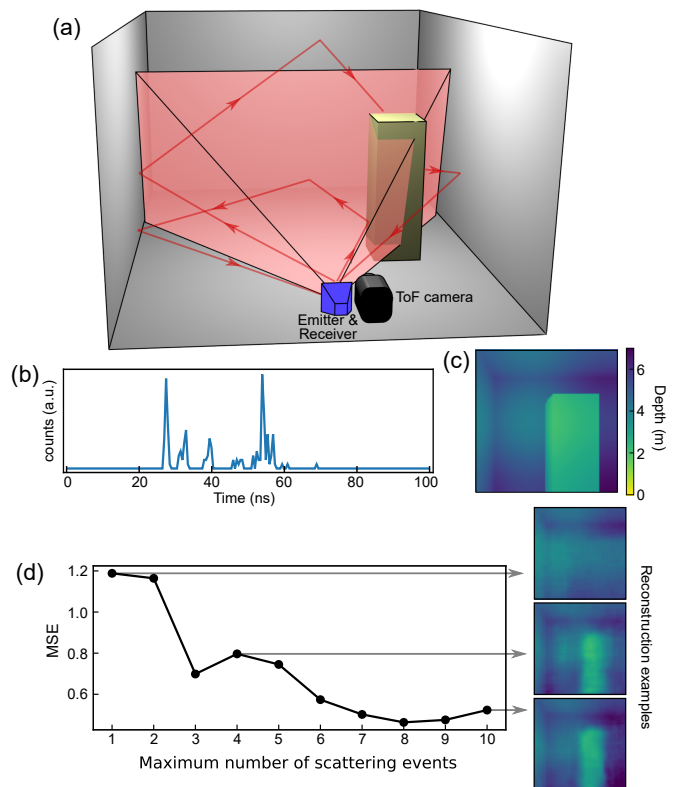 (a)
ToF camera
Emitter &
Receiver
(b)
counts (a.u.)
0
20
40
60
80
100
Time (ns)
(c)
6
4
2
0
Depth (m)
(d)
MSE
1.2
1.0
0.8
0.6
1
2
3
4
5
6
7
8
9
10
Maximum number of scattering events
Reconstruction examples